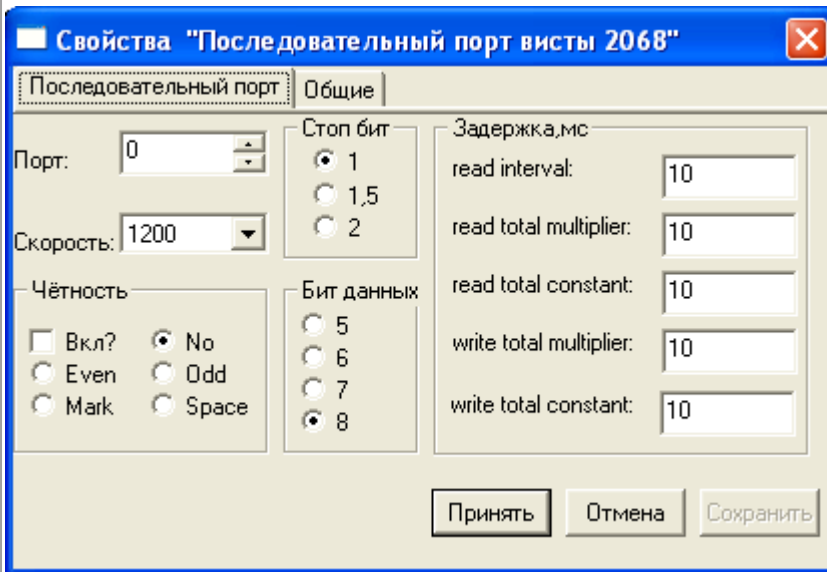 Свойства "Последовательный порт висты 2068"
Последовательный порт Общие
Порт: 0
Скорость: 1200
Стоп бит
1
1,5
2
Чётность
Вкл? No
Even Odd
Mark Space
Бит данных
5
6
7
8
Задержка,мс
read interval: 10
read total multiplier: 10
read total constant: 10
write total multiplier: 10
write total constant: 10
Принять Отмена Сохранить